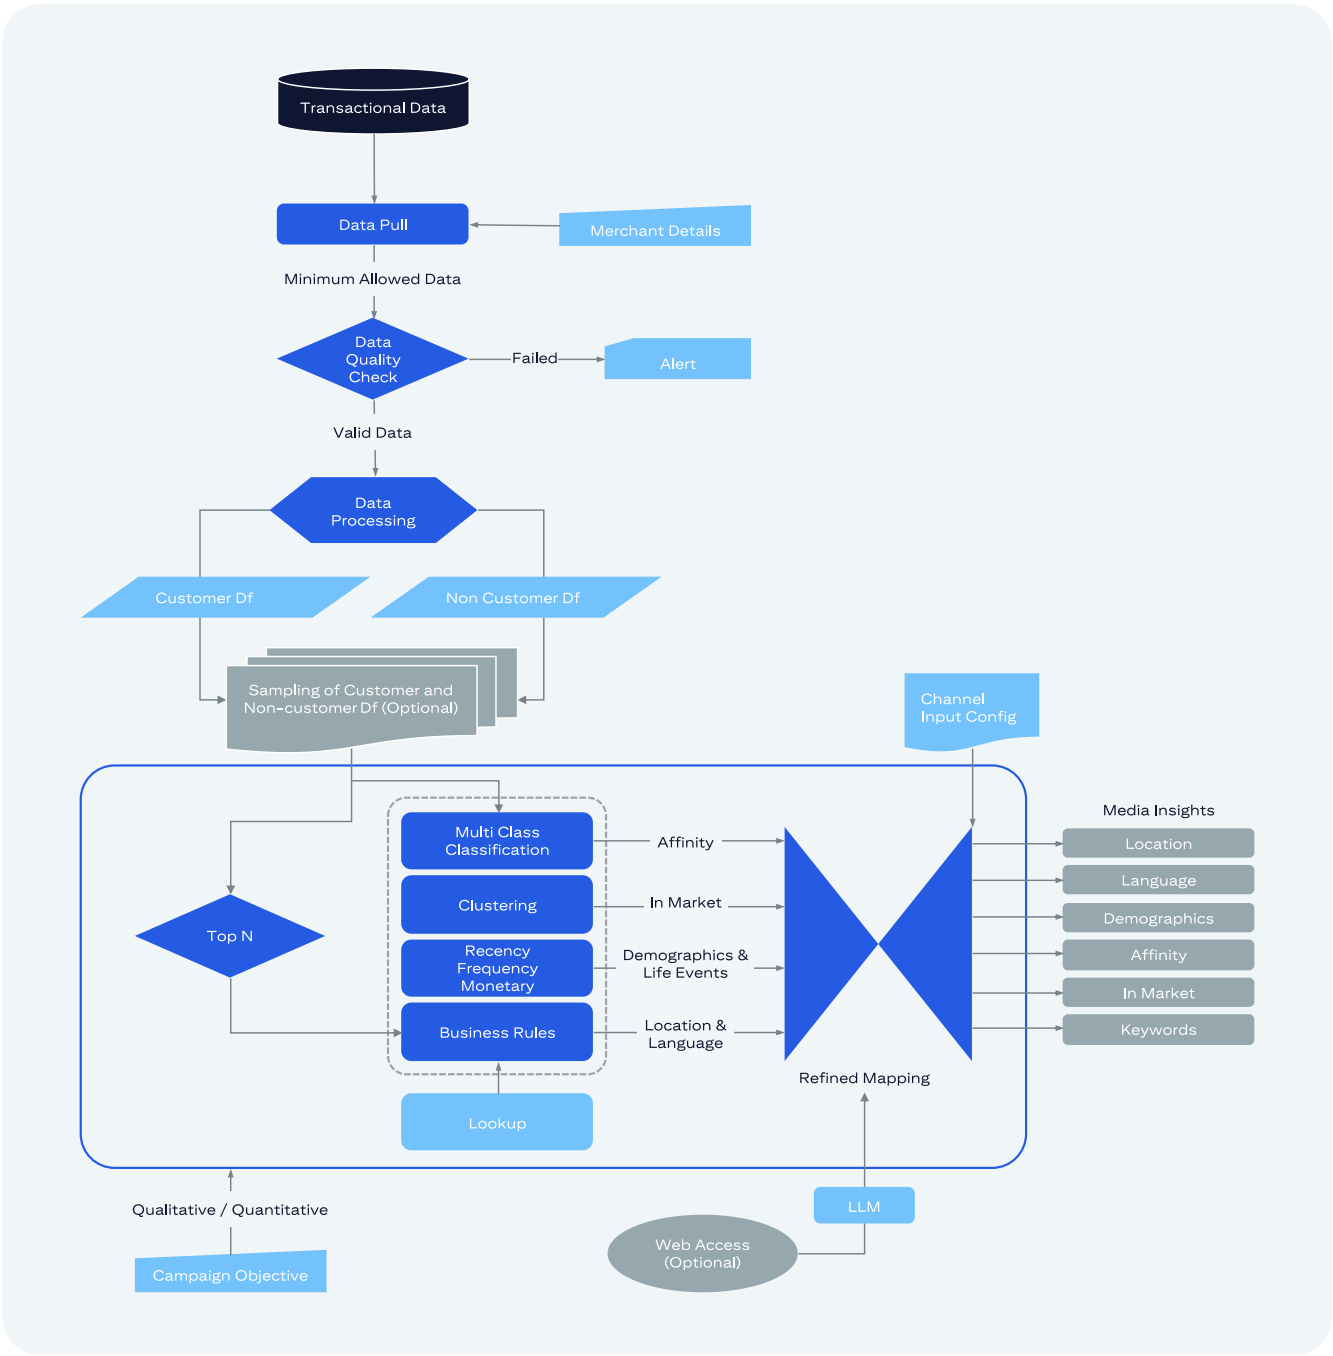 Transactional Data
Data Pull
Merchant Details
Minimum Allowed Data
Data
Quality
Check
Failed
Alert
Valid Data
Data
Processing
Customer Df
Non Customer Df
Sampling of Customer and
Non-customer Df (Optional)
Channel
Input Config
Media Insights
Multi Class
Classification
Affinity
Location
Language
Clustering
In Market
Demographics
Top N
Recency
Frequency
Monetary
Demographics &
Life Events
Affinity
In Market
Business Rules
Location &
Language
Keywords
Refined Mapping
Lookup
Qualitative / Quantitative
LLM
Web Access
(Optional)
Campaign Objective